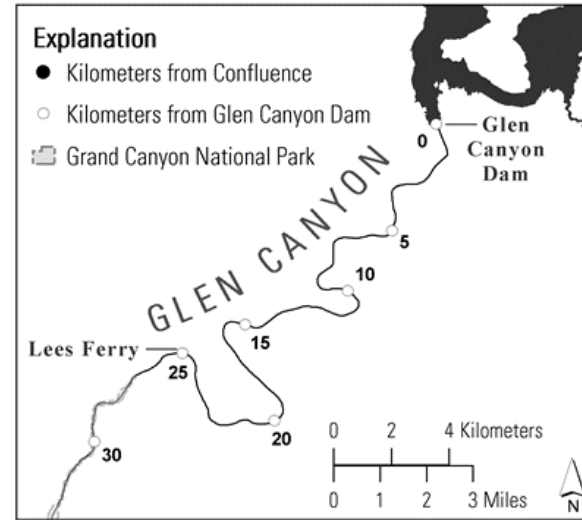 Explanation
Kilometers from Confluence
Kilometers from Glen Canyon Dam
Grand Canyon National Park
0
Glen
Canyon
Dam
GLEN CANYON
5
10
15
Lees Ferry
25
20
30
0 2 4 Kilometers
0 1 2 3 Miles
N